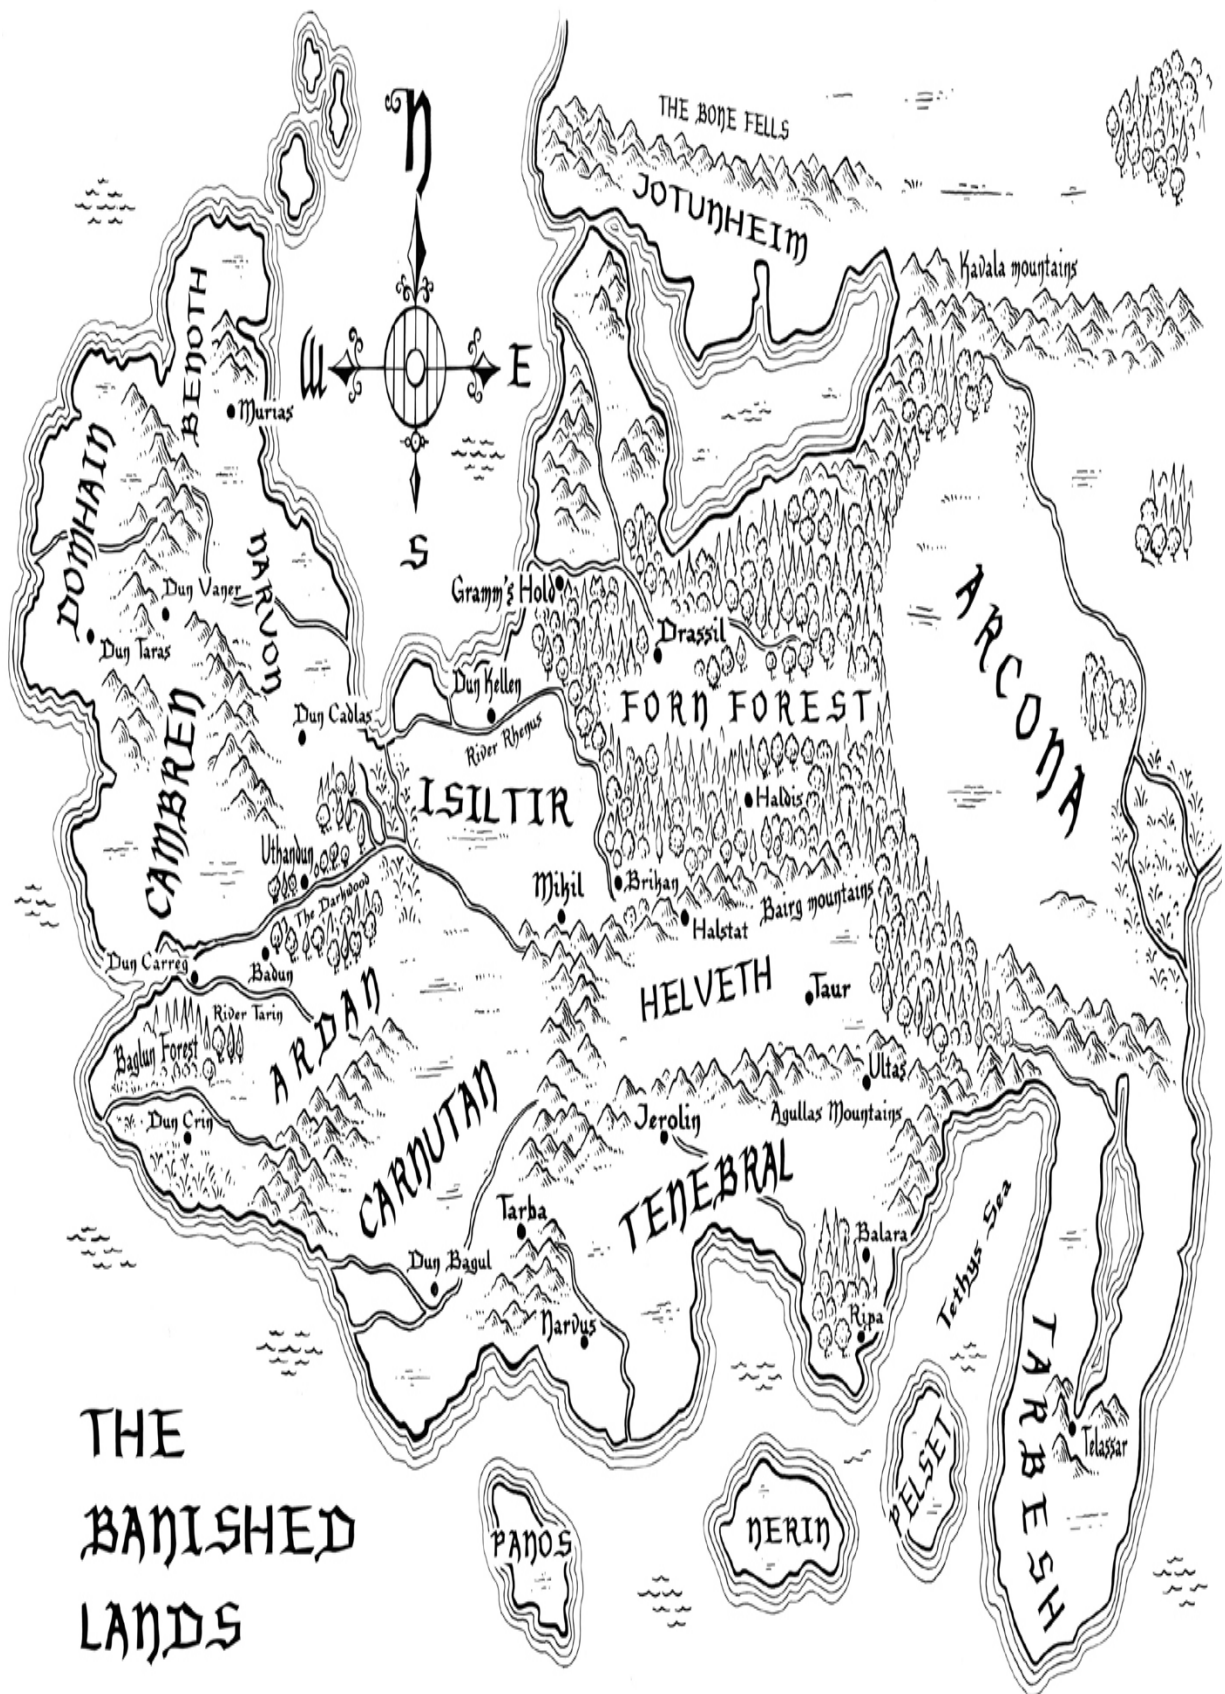 N
THE BONE FELLS
JOTUNHEIM
Kavala mountains
BENOTH
W
E
Murias
DOMHAIN
S
NARVON
Dun Vaner
Gramm's Hold
Dun Taras
Drassil
ARCONA
Dun Kellen
FORN FOREST
Dun Cadlas
River Rhenus
CAMBREN
ISILTIR
Haldis
Uthandun
The Darkwood
Mikil
Brikan
Bairg mountains
Halstat
Dun Carreg
Badun
HELVETH
Taur
River Tarin
ARDAN
Baglun Forest
Ultas
Dun Crin
Jerolin
Agullas Mountains
CARNUTAN
TENEBRAL
Tarba
Balara
Tethys Sea
Dun Bagul
Narvus
Ripa
TARBESH
THE
BANISHED
LANDS
Telassar
PELSET
PANOS
NERIN